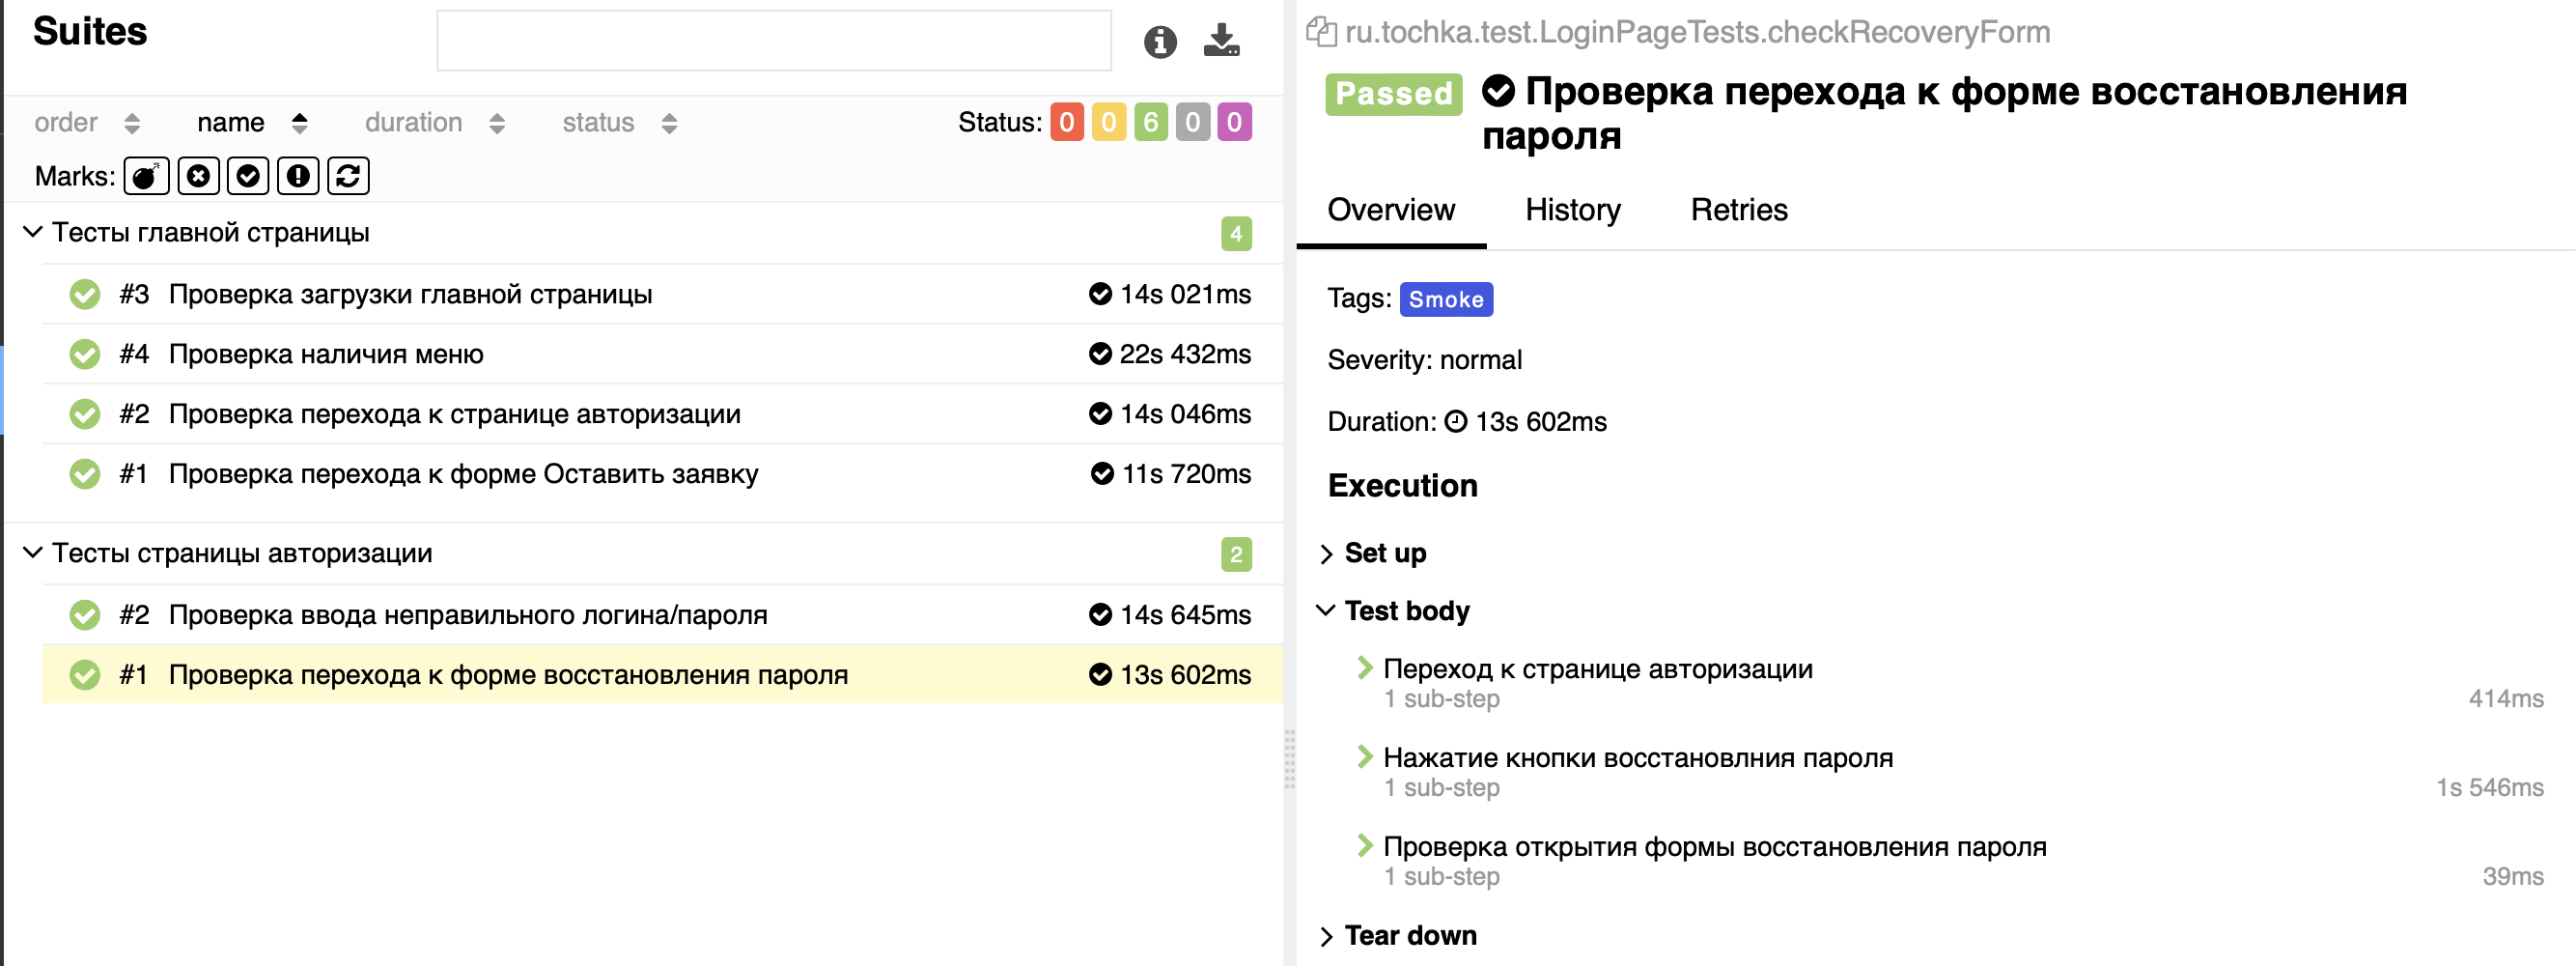 Suites
order name duration status Status: 0 0 6 0 0
Marks:
Тесты главной страницы 4
#3 Проверка загрузки главной страницы 14s 021ms
#4 Проверка наличия меню 22s 432ms
#2 Проверка перехода к странице авторизации 14s 046ms
#1 Проверка перехода к форме Оставить заявку 11s 720ms
Тесты страницы авторизации 2
#2 Проверка ввода неправильного логина/пароля 14s 645ms
#1 Проверка перехода к форме восстановления пароля 13s 602ms
ru.tochka.test.LoginPageTests.checkRecoveryForm
Passed Проверка перехода к форме восстановления
пароля
Overview History Retries
Tags: Smoke
Severity: normal
Duration: 13s 602ms
Execution
Set up
Test body
Переход к странице авторизации
1 sub-step 414ms
Нажатие кнопки восстановлния пароля
1 sub-step 1s 546ms
Проверка открытия формы восстановления пароля
1 sub-step 39ms
Tear down